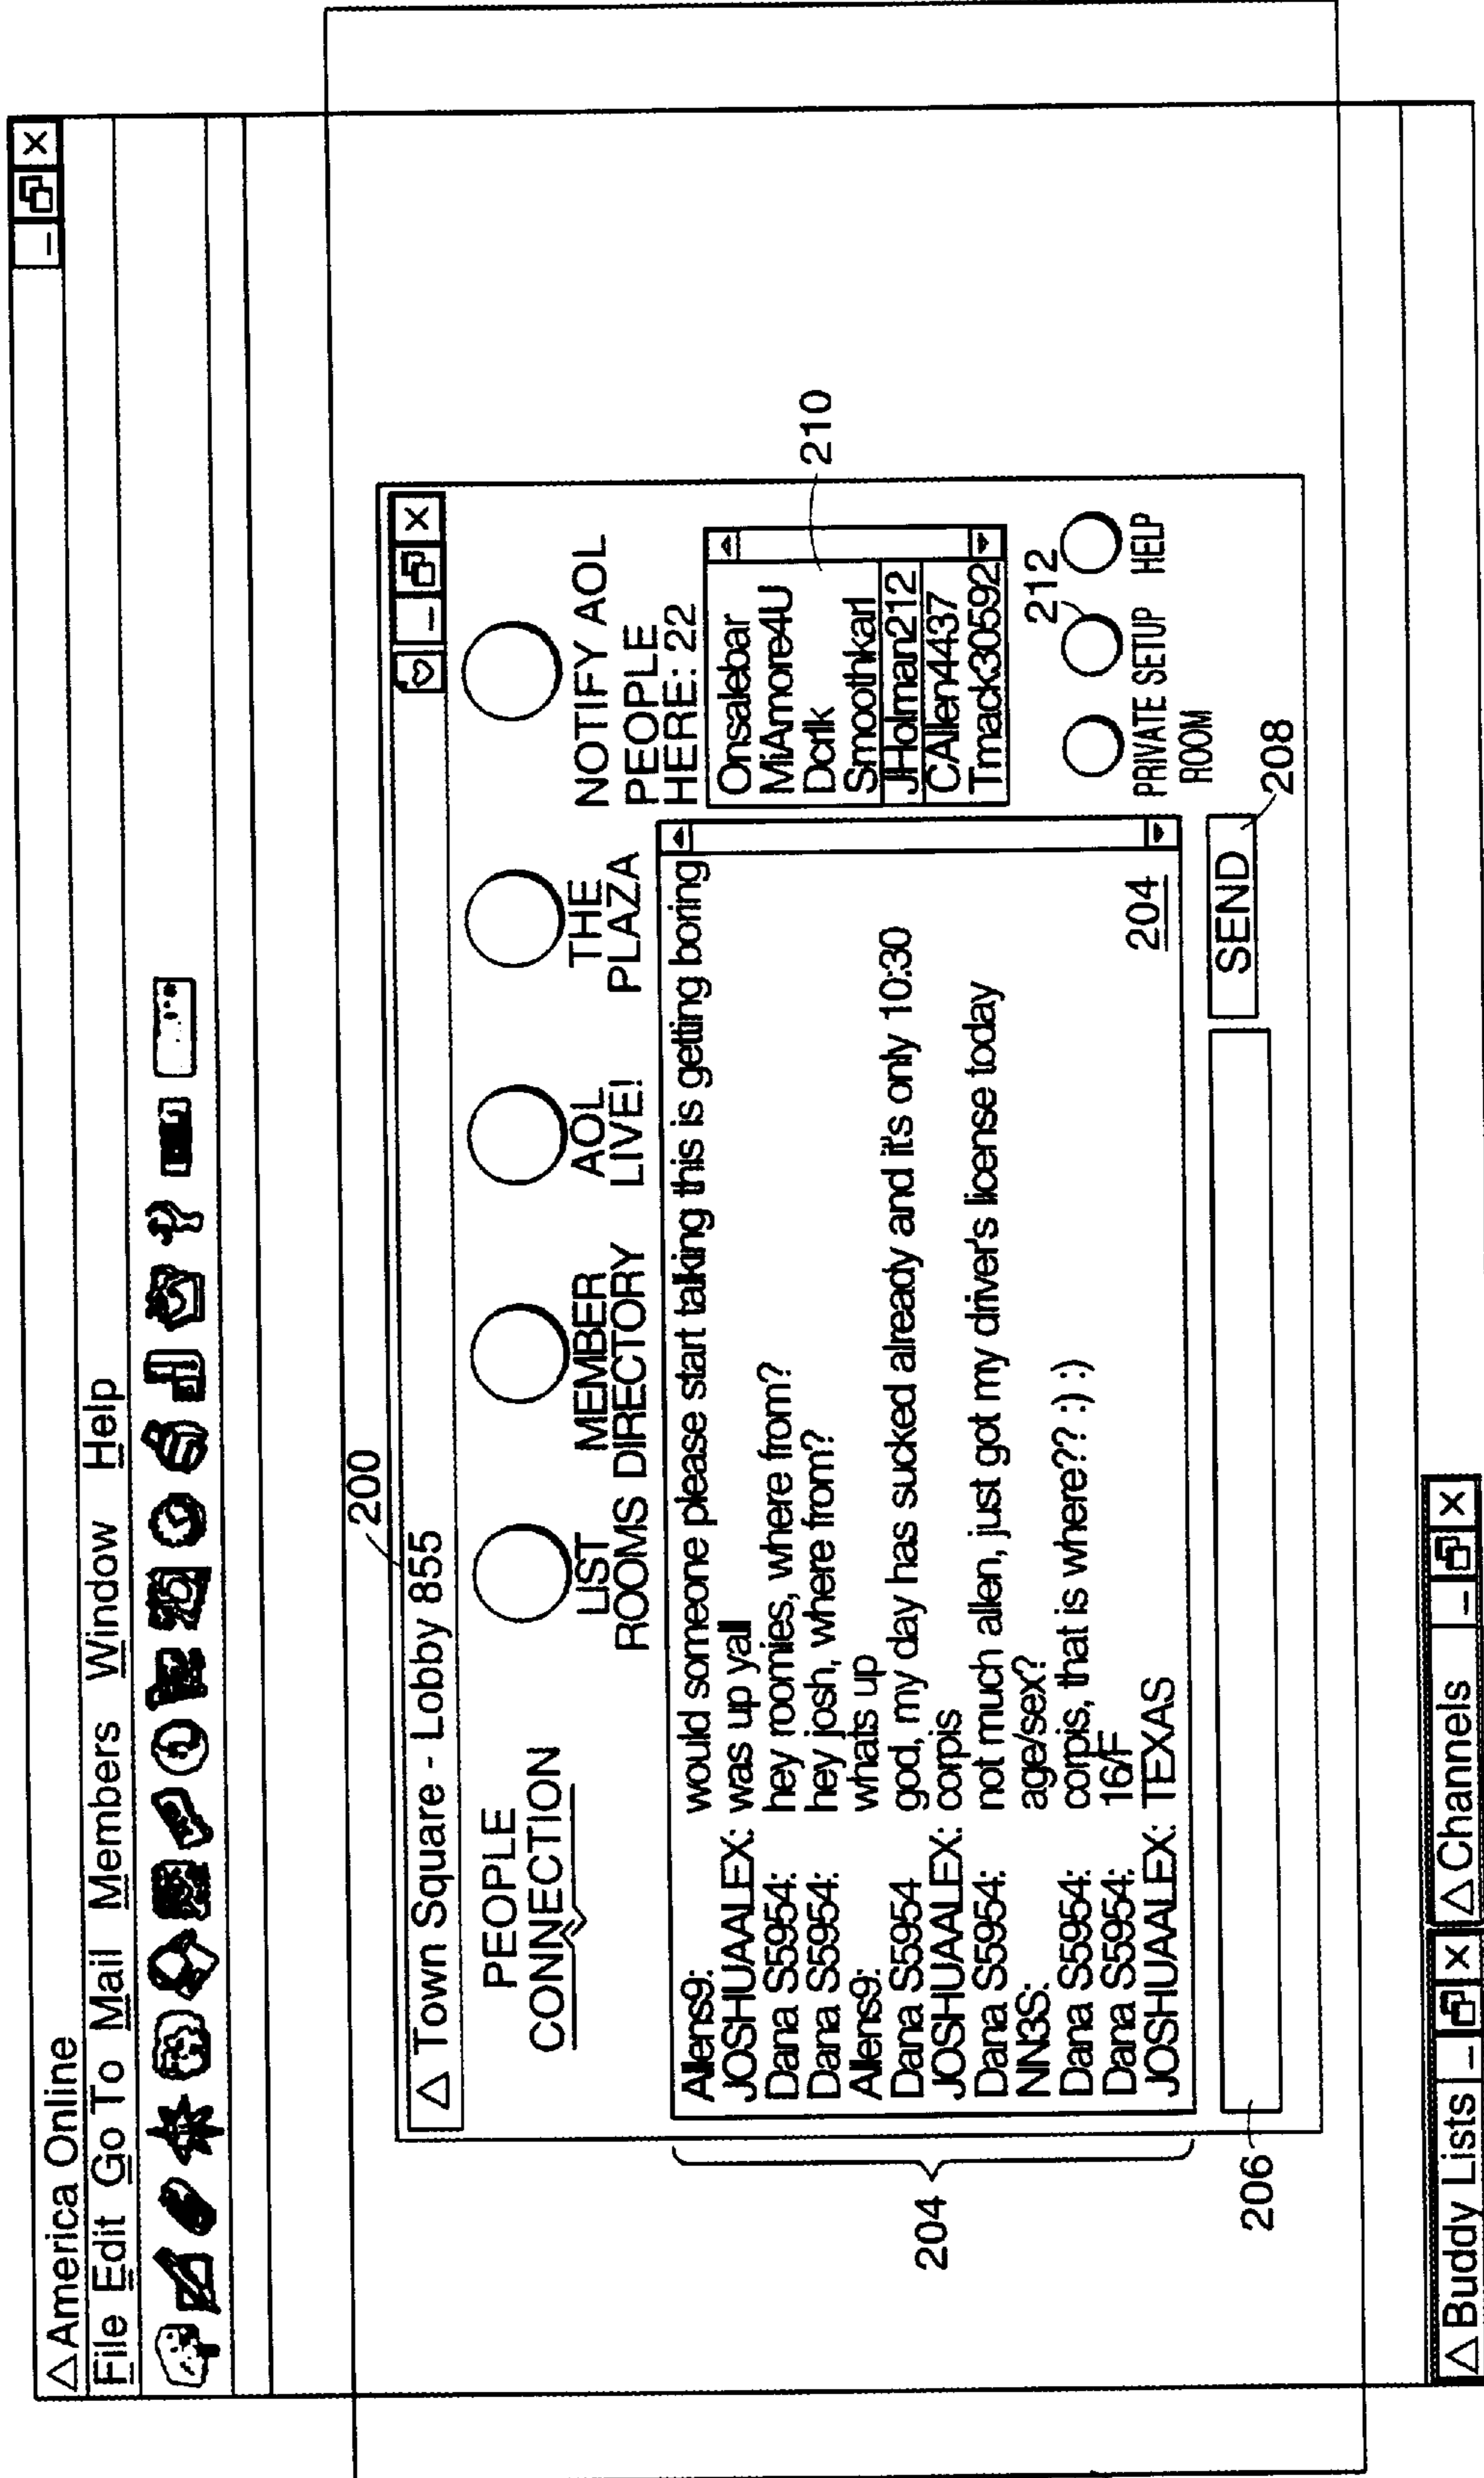 America Online
File Edit Go To Mail Members Window Help
200
Town Square - Lobby 855
PEOPLE
CONNECTION
LIST
ROOMS
MEMBER
DIRECTORY
AOL
LIVE!
THE
PLAZA
NOTIFY AOL
PEOPLE
HERE: 22
Allens9: would someone please start talking this is getting boring
JOSHUAALEX: was up yall
Dana S5954: hey roomies, where from?
Dana S5954: hey josh, where from?
Allens9: whats up
Dana S5954 god, my day has sucked already and it's only 10:30
JOSHUAALEX: corpis
Dana S5954: not much allen, just got my driver's license today
NN3S: age/sex?
Dana S5954: corpis, that is where?? :) :)
Dana S5954: 16/F
JOSHUAALEX: TEXAS
204
204
Onsalebar
MiAmore4U
Dcrlk
Smoothkarl
JHolman212
CAllen4437
Tmack30592
210
212
PRIVATE
ROOM
SETUP
HELP
206
SEND
208
Buddy Lists
Channels